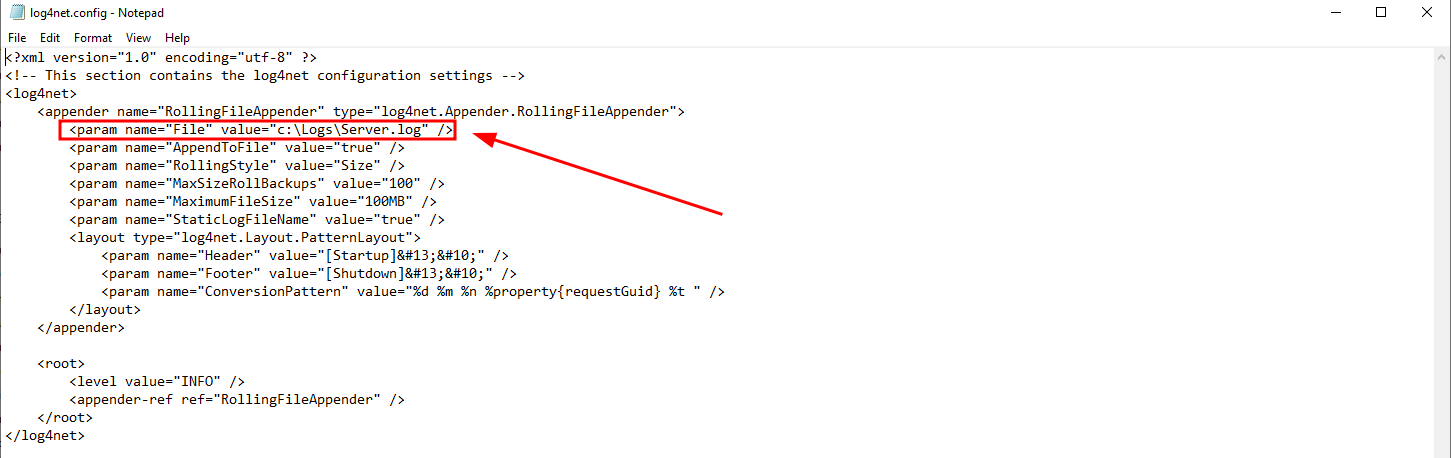 log4net.config - Notepad
File Edit Format View Help
<?xml version="1.0" encoding="utf-8" ?>
<!-- This section contains the log4net configuration settings -->
<log4net>
    <appender name="RollingFileAppender" type="log4net.Appender.RollingFileAppender">
        <param name="File" value="c:\Logs\Server.log" />
        <param name="AppendToFile" value="true" />
        <param name="RollingStyle" value="Size" />
        <param name="MaxSizeRollBackups" value="100" />
        <param name="MaximumFileSize" value="100MB" />
        <param name="StaticLogFileName" value="true" />
        <layout type="log4net.Layout.PatternLayout">
            <param name="Header" value="[Startup]&#13;&#10;" />
            <param name="Footer" value="[Shutdown]&#13;&#10;" />
            <param name="ConversionPattern" value="%d %m %n %property{requestGuid} %t " />
        </layout>
    </appender>
    <root>
        <level value="INFO" />
        <appender-ref ref="RollingFileAppender" />
    </root>
</log4net>